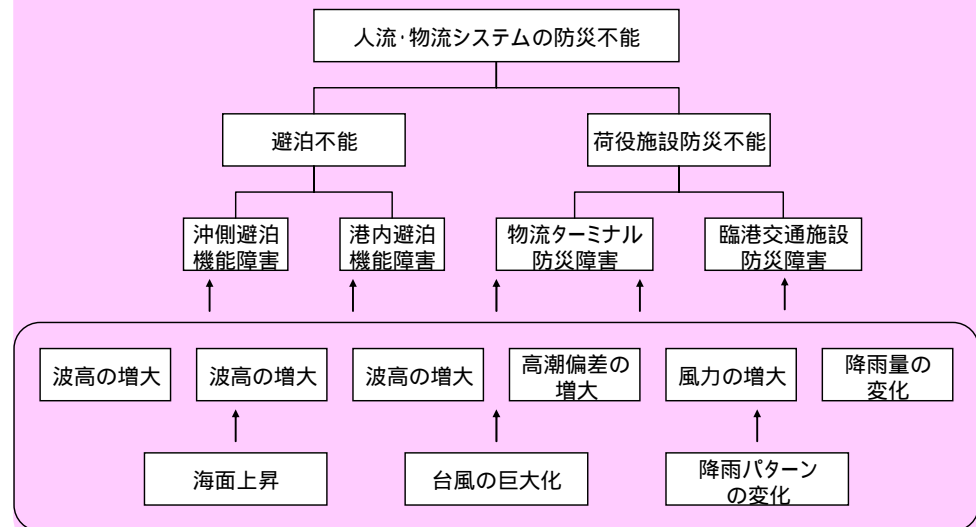 人流・物流システムの防災不能
避泊不能
荷役施設防災不能
沖側避泊
機能障害
港内避泊
機能障害
物流ターミナル
防災障害
臨港交通施設
防災障害
波高の増大
波高の増大
波高の増大
高潮偏差の
増大
風力の増大
降雨量の
変化
海面上昇
台風の巨大化
降雨パターン
の変化